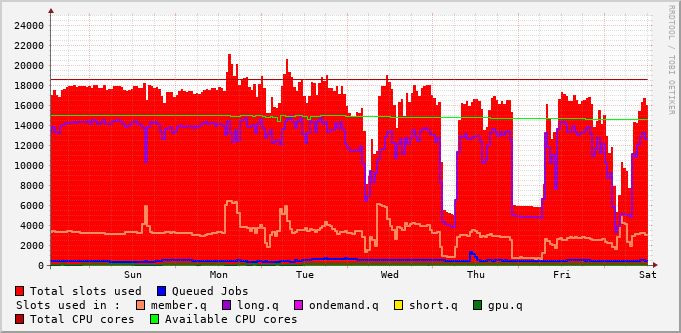 24000
22000
20000
18000
16000
14000
12000
10000
8000
6000
4000
2000
0
Sun Mon Tue Wed Thu Fri Sat
RRDTOOL / TOBI OETIKER
Total slots used Queued Jobs
Slots used in : member.q long.q ondemand.q short.q gpu.q
Total CPU cores Available CPU cores